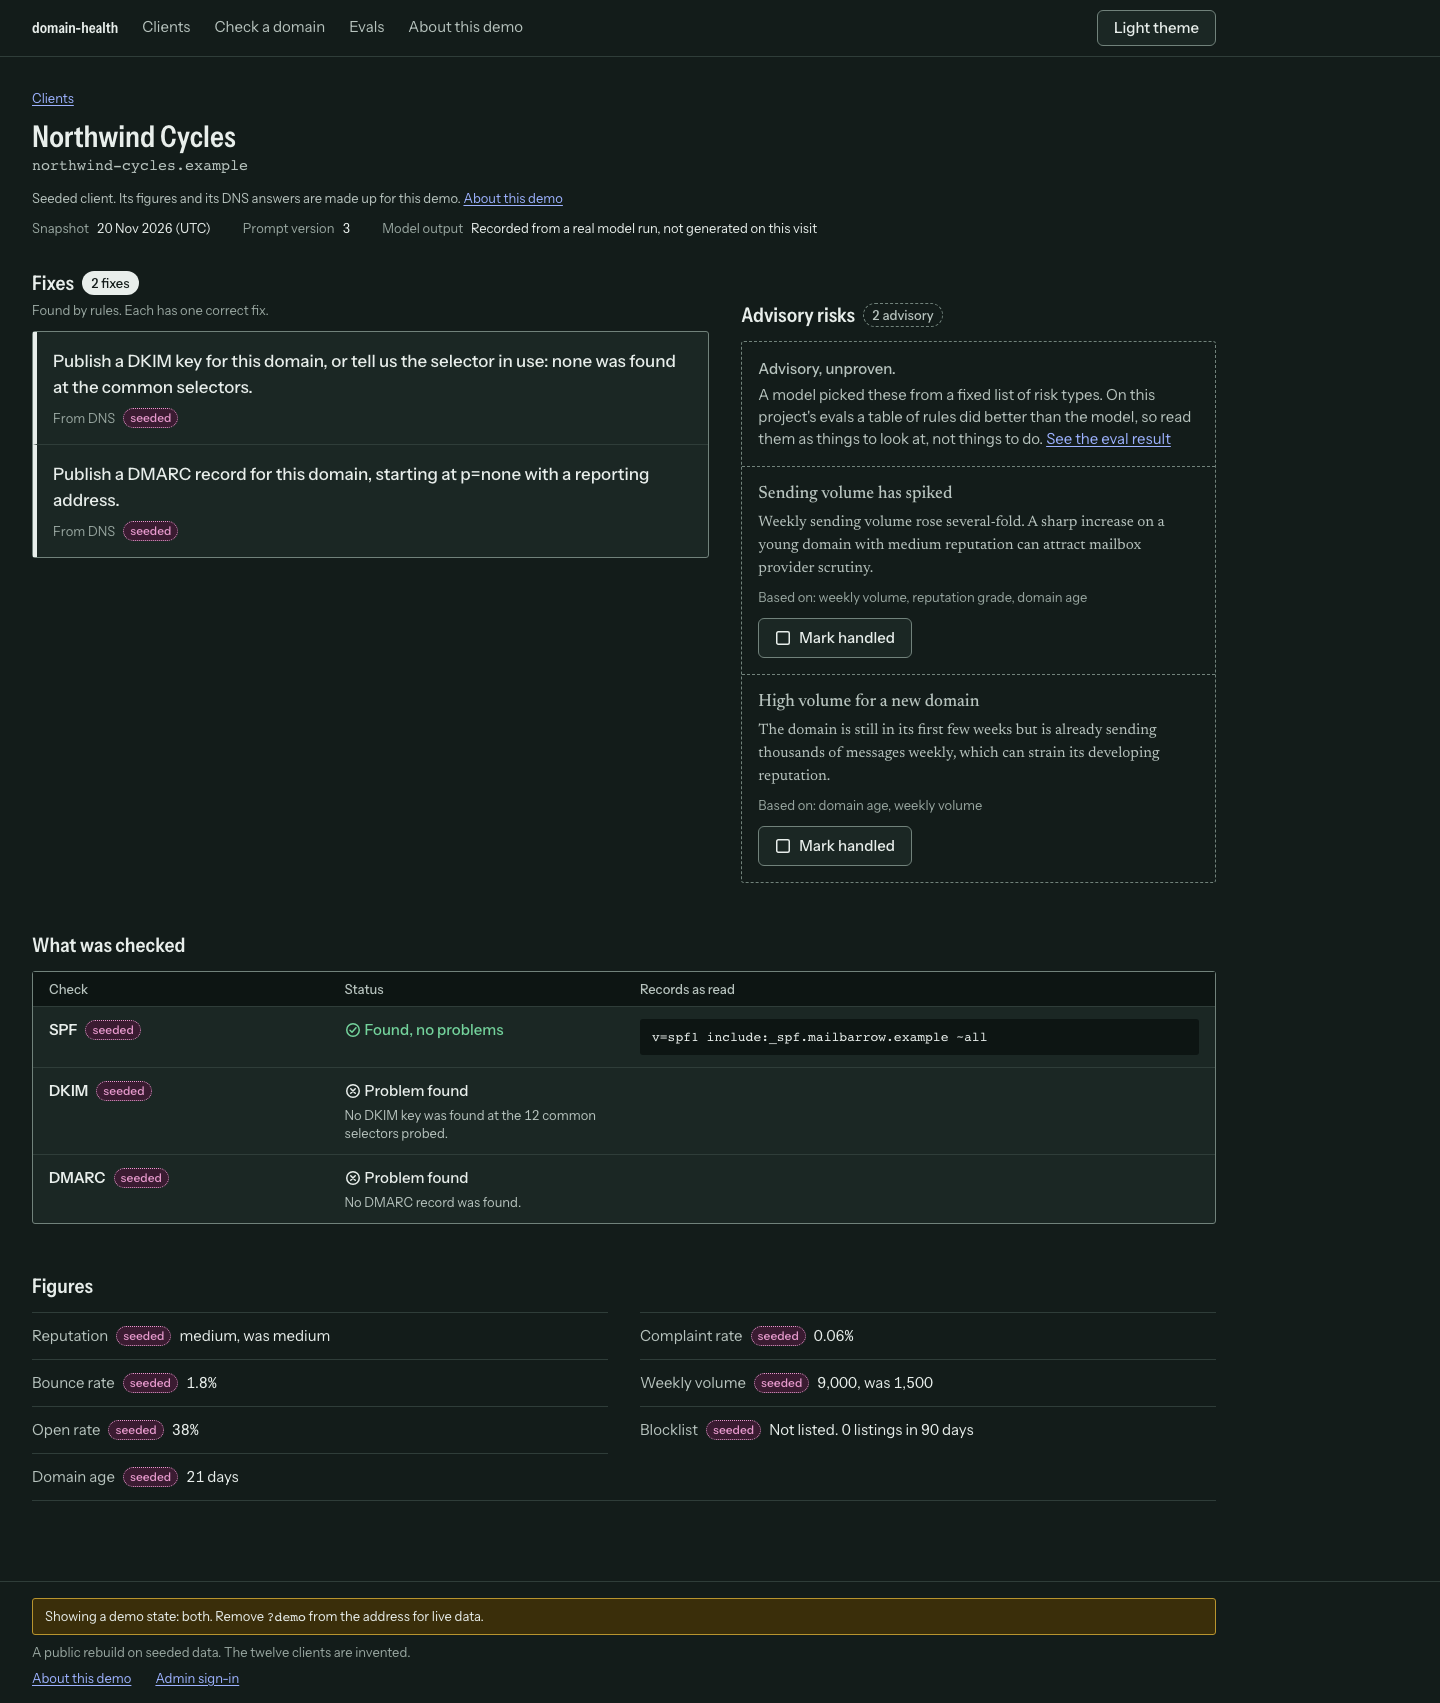 domain-health Clients Check a domain Evals About this demo Light theme
Clients
Northwind Cycles
northwind-cycles.example
Seeded client. Its figures and its DNS answers are made up for this demo. About this demo
Snapshot 20 Nov 2026 (UTC) Prompt version 3 Model output Recorded from a real model run, not generated on this visit
Fixes 2 fixes
Found by rules. Each has one correct fix.
Publish a DKIM key for this domain, or tell us the selector in use: none was found
at the common selectors.
From DNS seeded
Publish a DMARC record for this domain, starting at p=none with a reporting
address.
From DNS seeded
Advisory risks 2 advisory
Advisory, unproven.
A model picked these from a fixed list of risk types. On this
project's evals a table of rules did better than the model, so read
them as things to look at, not things to do. See the eval result
Sending volume has spiked
Weekly sending volume rose several-fold. A sharp increase on a
young domain with medium reputation can attract mailbox
provider scrutiny.
Based on: weekly volume, reputation grade, domain age
Mark handled
High volume for a new domain
The domain is still in its first few weeks but is already sending
thousands of messages weekly, which can strain its developing
reputation.
Based on: domain age, weekly volume
Mark handled
What was checked
Check Status Records as read
SPF seeded Found, no problems v=spf1 include:_spf.mailbarrow.example ~all
DKIM seeded Problem found
No DKIM key was found at the 12 common
selectors probed.
DMARC seeded Problem found
No DMARC record was found.
Figures
Reputation seeded medium, was medium
Complaint rate seeded 0.06%
Bounce rate seeded 1.8%
Weekly volume seeded 9,000, was 1,500
Open rate seeded 38%
Blocklist seeded Not listed. 0 listings in 90 days
Domain age seeded 21 days
Showing a demo state: both. Remove ?demo from the address for live data.
A public rebuild on seeded data. The twelve clients are invented.
About this demo Admin sign-in